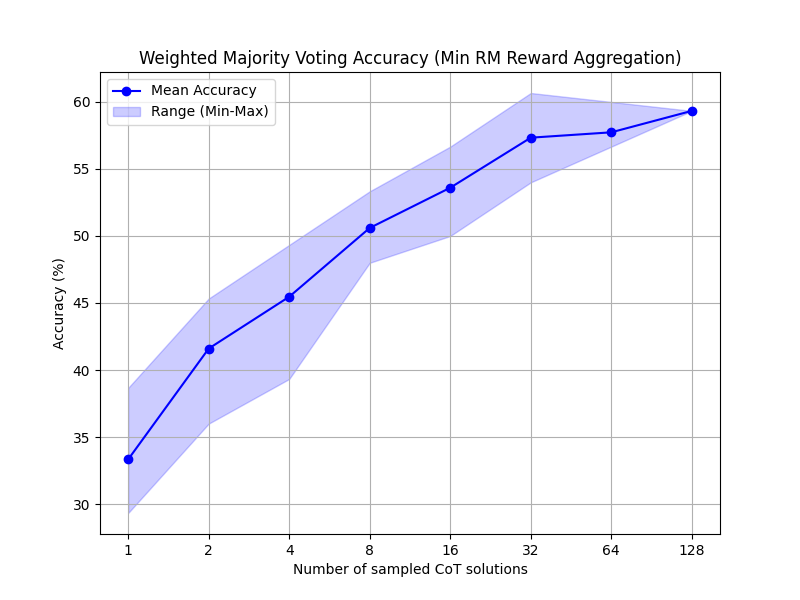 Weighted Majority Voting Accuracy (Min RM Reward Aggregation)
Mean Accuracy
Range (Min-Max)
Accuracy (%)
60
55
50
45
40
35
30
1 2 4 8 16 32 64 128
Number of sampled CoT solutions